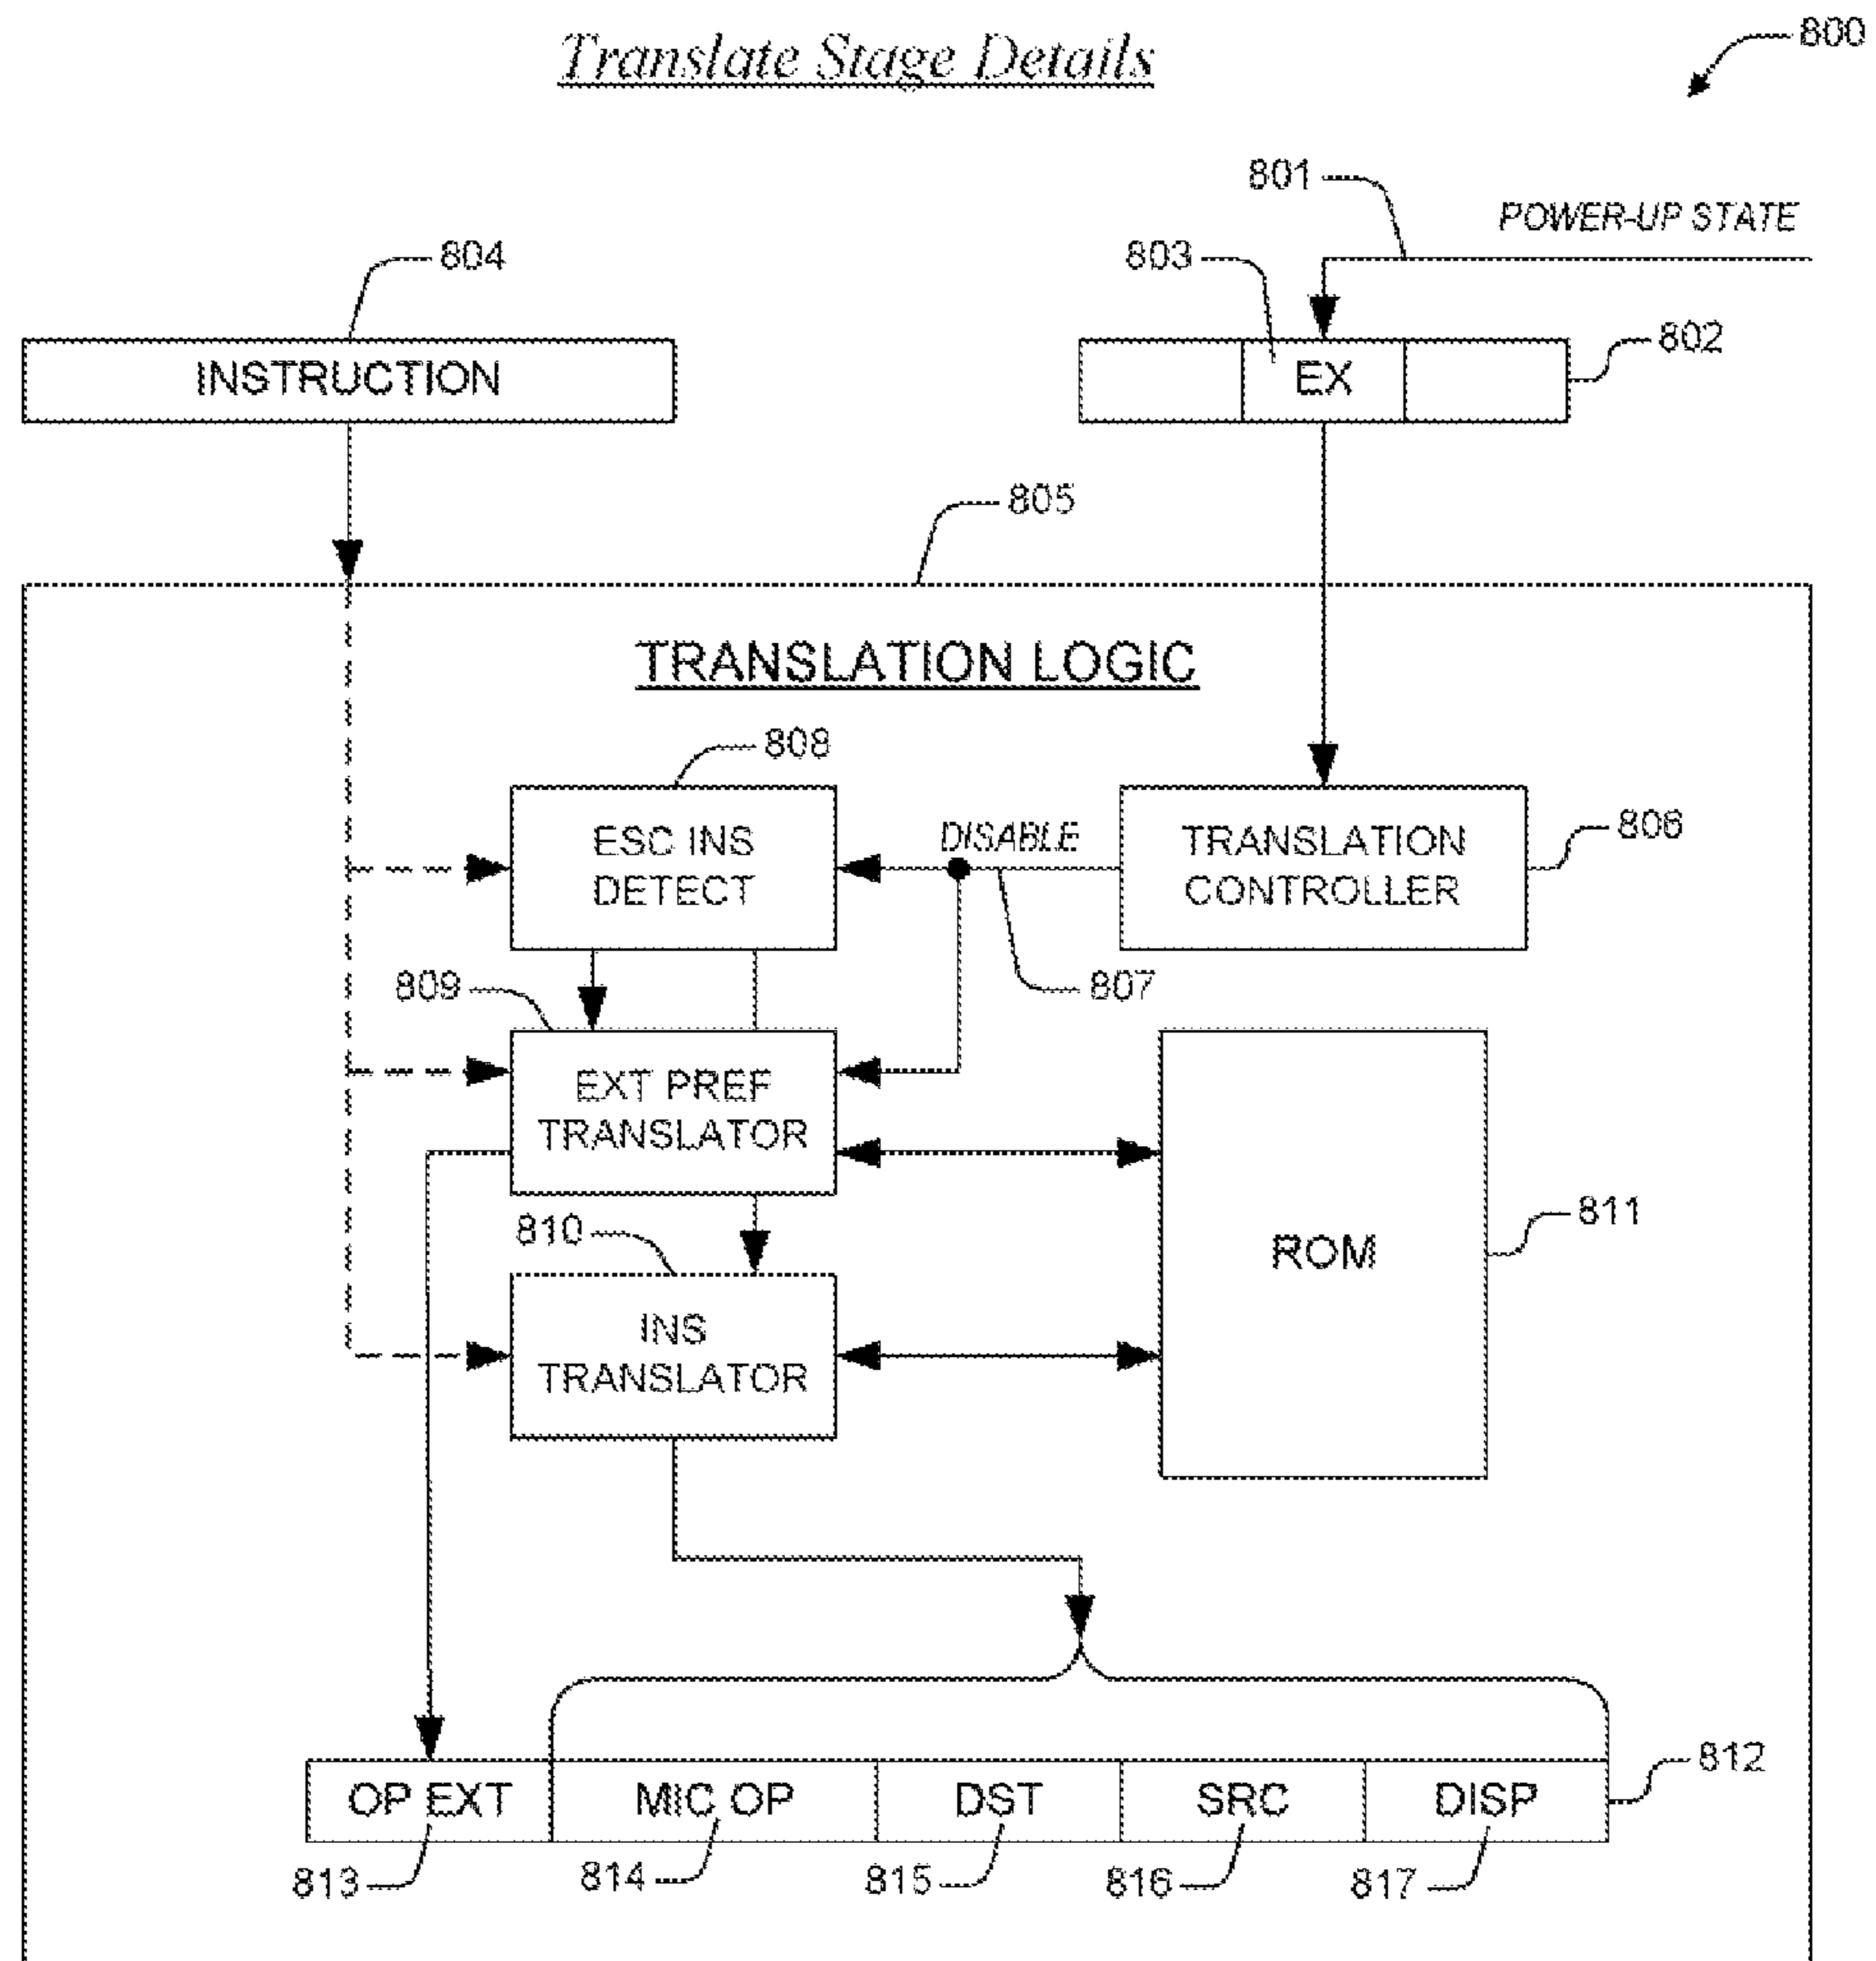 Translate Stage Details
800
801
POWER-UP STATE
804
803
802
INSTRUCTION
EX
805
TRANSLATION LOGIC
808
ESC INS
DETECT
DISABLE
TRANSLATION
CONTROLLER
806
809
807
EXT PREF
TRANSLATOR
810
811
ROM
INS
TRANSLATOR
812
OP EXT
MIC OP
DST
SRC
DISP
813
814
815
816
817